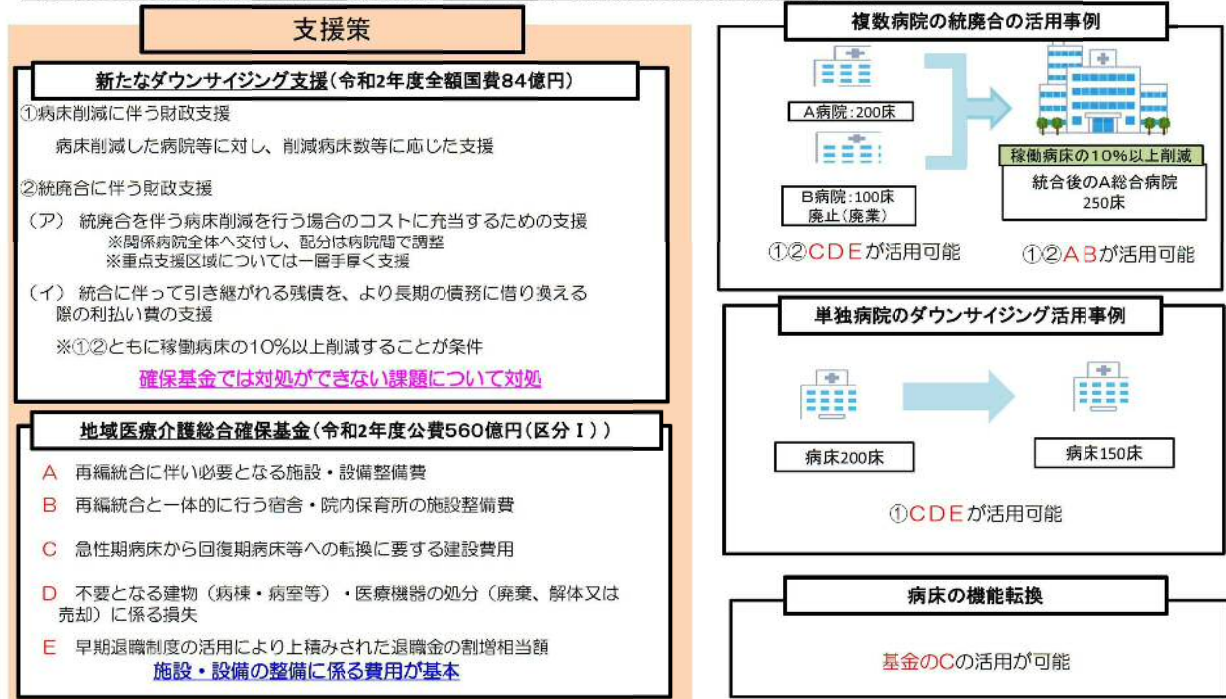 支援策
新たなダウンサイジング支援(令和2年度全額国費84億円)
①病床削減に伴う財政支援
病床削減した病院等に対し、削減病床数等に応じた支援
②統廃合に伴う財政支援
(ア) 統廃合を伴う病床削減を行う場合のコストに充当するための支援
※関係病院全体へ交付し、配分は病院間で調整
※重点支援区域については一層手厚く支援
(イ) 統合に伴って引き継がれる残債を、より長期の債務に借り換える
際の利払い費の支援
※①②ともに稼働病床の10%以上削減することが条件
確保基金では対処ができない課題について対処
地域医療介護総合確保基金(令和2年度公費560億円(区分Ⅰ))
A 再編統合に伴い必要となる施設・設備整備費
B 再編統合と一体的に行う宿舎・院内保育所の施設整備費
C 急性期病床から回復期病床等への転換に要する建設費用
D 不要となる建物(病棟・病室等)・医療機器の処分(廃棄、解体又は
売却)に係る損失
E 早期退職制度の活用により上積みされた退職金の割増相当額
施設・設備の整備に係る費用が基本
複数病院の統廃合の活用事例
A病院:200床
B病院:100床
廃止(廃業)
①②CDEが活用可能
稼働病床の10%以上削減
統合後のA総合病院
250床
①②ABが活用可能
単独病院のダウンサイジング活用事例
病床200床
病床150床
①CDEが活用可能
病床の機能転換
基金のCの活用が可能